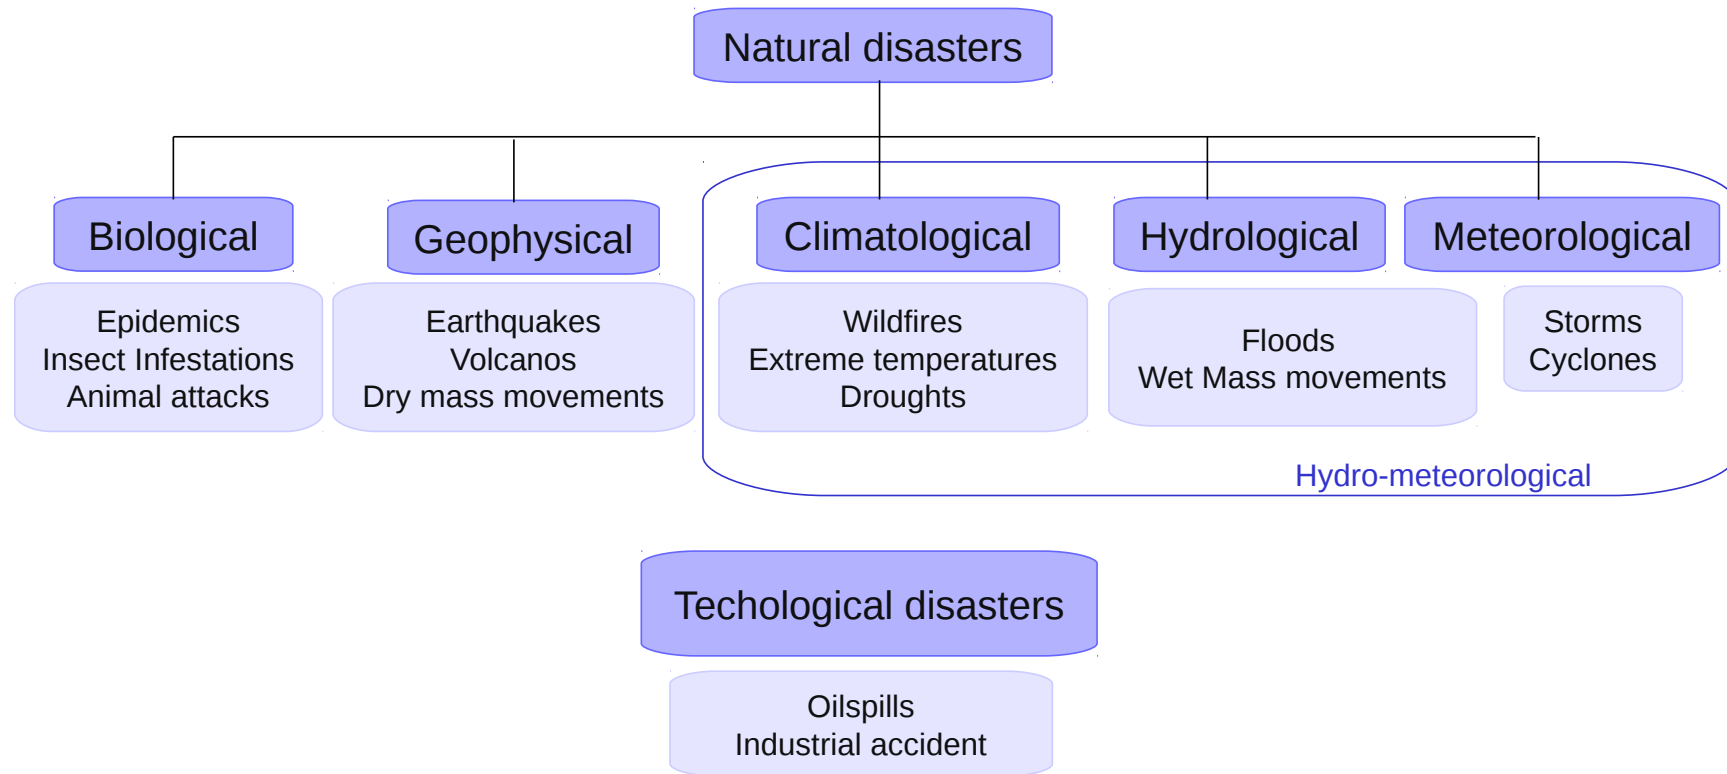 Natural disasters
Biological
Geophysical
Climatological
Hydrological
Meteorological
Epidemics
Insect Infestations
Animal attacks
Earthquakes
Volcanos
Dry mass movements
Wildfires
Extreme temperatures
Droughts
Floods
Wet Mass movements
Storms
Cyclones
Hydro-meteorological
Techological disasters
Oilspills
Industrial accident